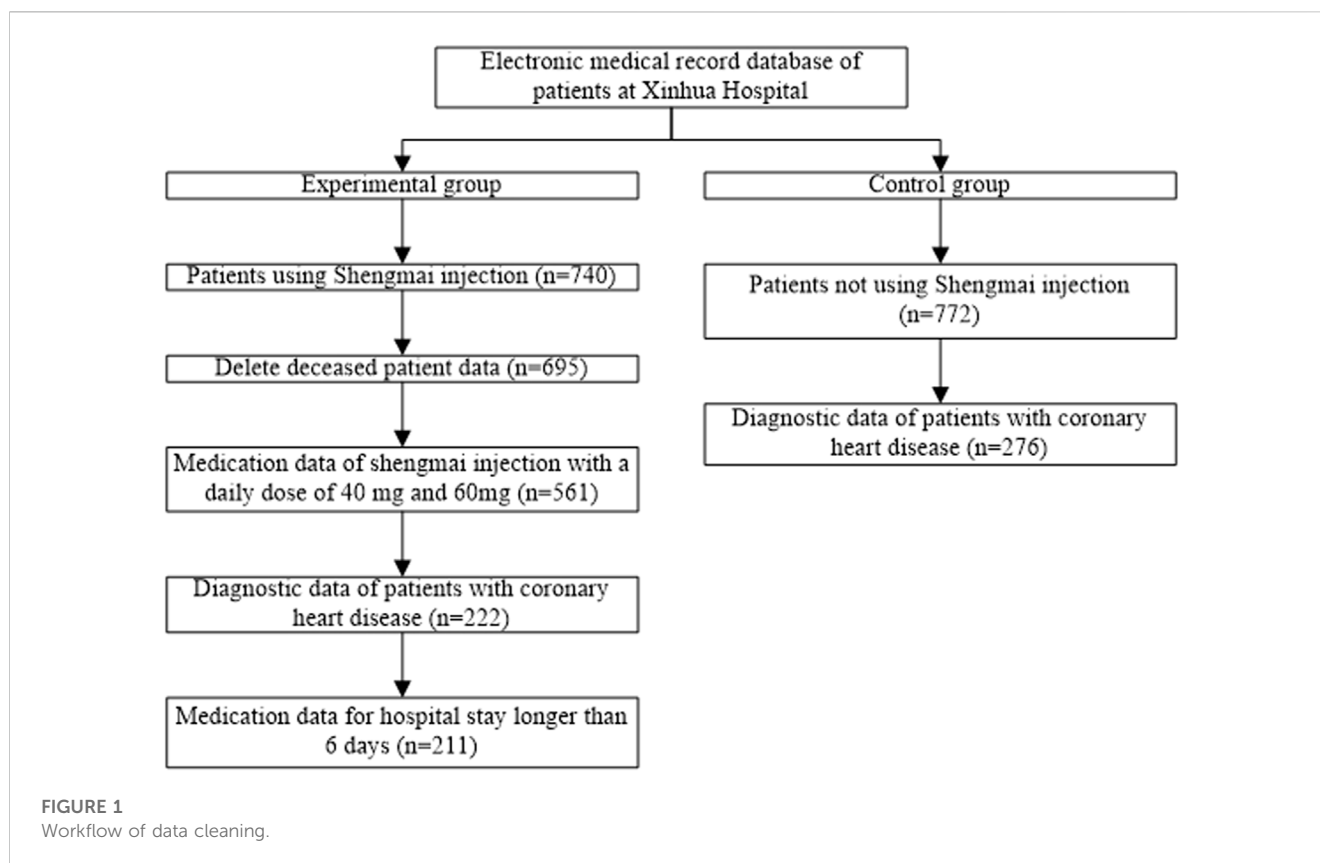 Electronic medical record database of
patients at Xinhua Hospital
Experimental group
Control group
Patients using Shengmai injection (n=740)
Patients not using Shengmai injection
(n=772)
Delete deceased patient data (n=695)
Diagnostic data of patients with coronary
heart disease (n=276)
Medication data of shengmai injection with a
daily dose of 40 mg and 60mg (n=561)
Diagnostic data of patients with coronary
heart disease (n=222)
Medication data for hospital stay longer than
6 days (n=211)
FIGURE 1
Workflow of data cleaning.